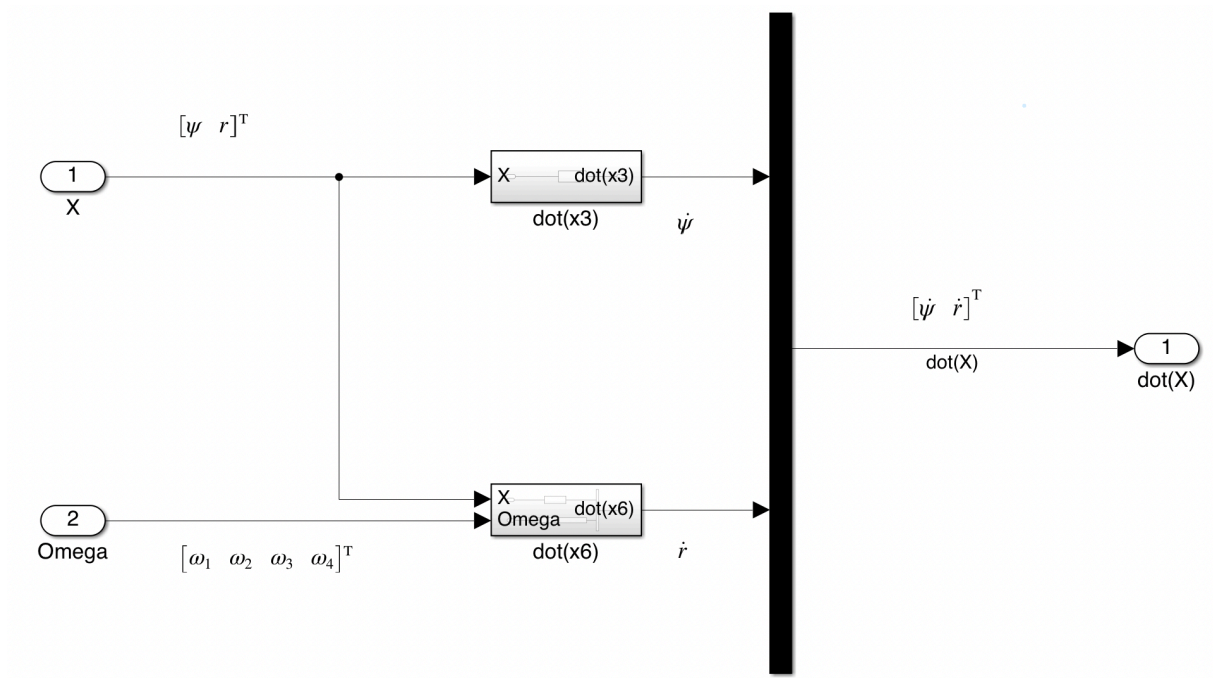 [ψ r]ᵀ
1
X
X dot(x3)
dot(x3)
ψ̇
[ψ̇ ṙ]ᵀ
dot(X)
1
dot(X)
X
Omega
dot(x6)
dot(x6)
ṙ
2
Omega
[ω₁ ω₂ ω₃ ω₄]ᵀ